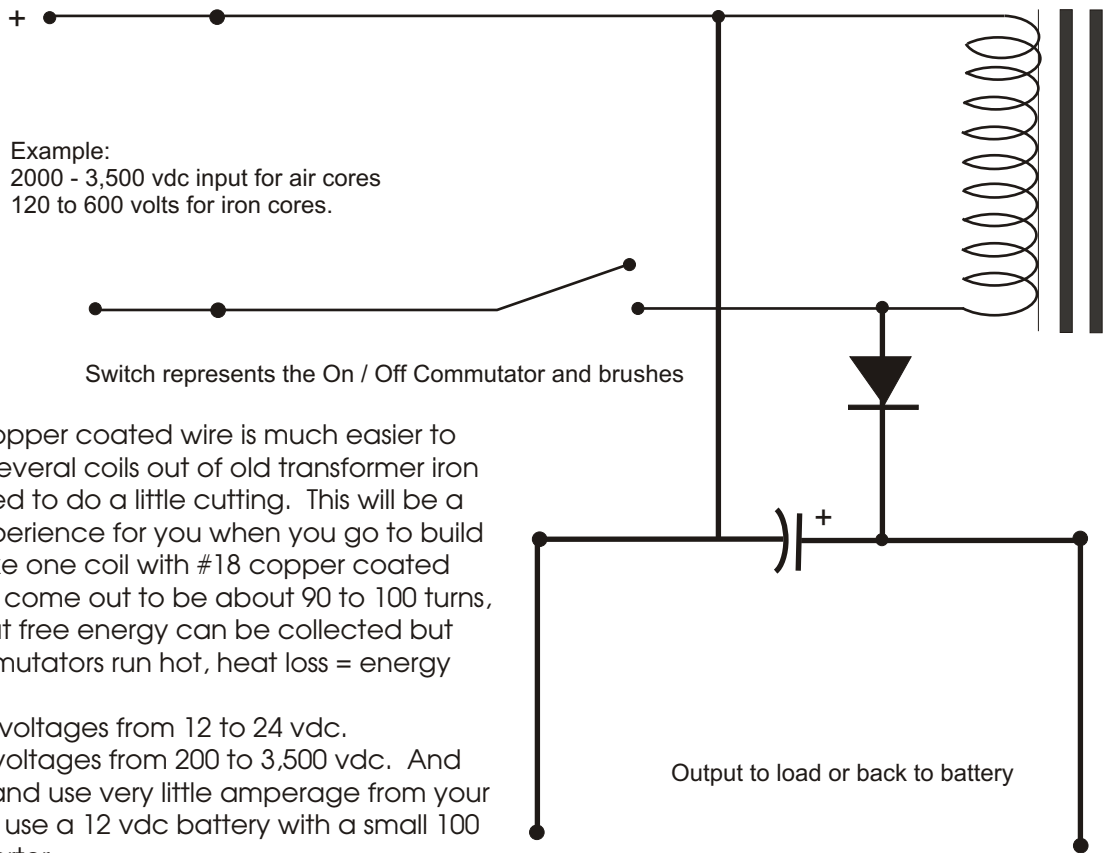 +
Example:
2000 - 3,500 vdc input for air cores
120 to 600 volts for iron cores.
Switch represents the On / Off Commutator and brushes
opper coated wire is much easier to
everal coils out of old transformer iron
ed to do a little cutting. This will be a
perience for you when you go to build
ke one coil with #18 copper coated
come out to be about 90 to 100 turns,
at free energy can be collected but
mutators run hot, heat loss = energy
voltages from 12 to 24 vdc.
voltages from 200 to 3,500 vdc. And
and use very little amperage from your
use a 12 vdc battery with a small 100
+
Output to load or back to battery